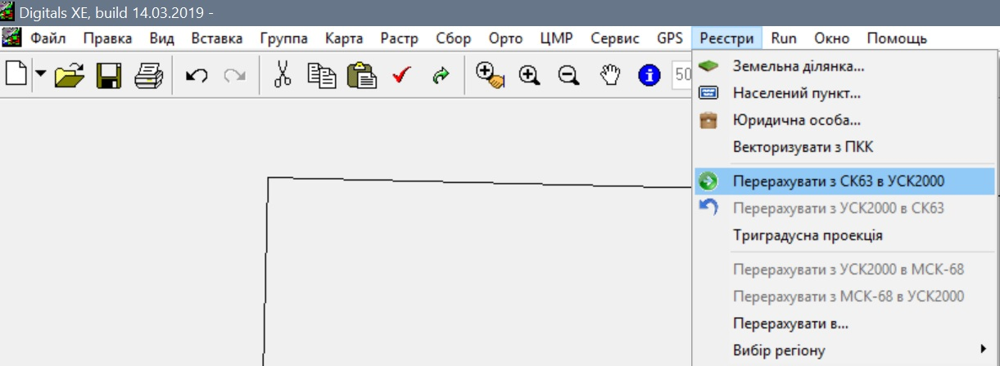 Digitals XE, build 14.03.2019 -
Файл Правка Вид Вставка Группа Карта Растр Сбор Орто ЦМР Сервис GPS Реєстри Run Окно Помощь
50
Земельна ділянка...
Населений пункт...
Юридична особа...
Векторизувати з ПКК
Перерахувати з СК63 в УСК2000
Перерахувати з УСК2000 в СК63
Триградусна проекція
Перерахувати з УСК2000 в МСК-68
Перерахувати з МСК-68 в УСК2000
Перерахувати в...
Вибір регіону